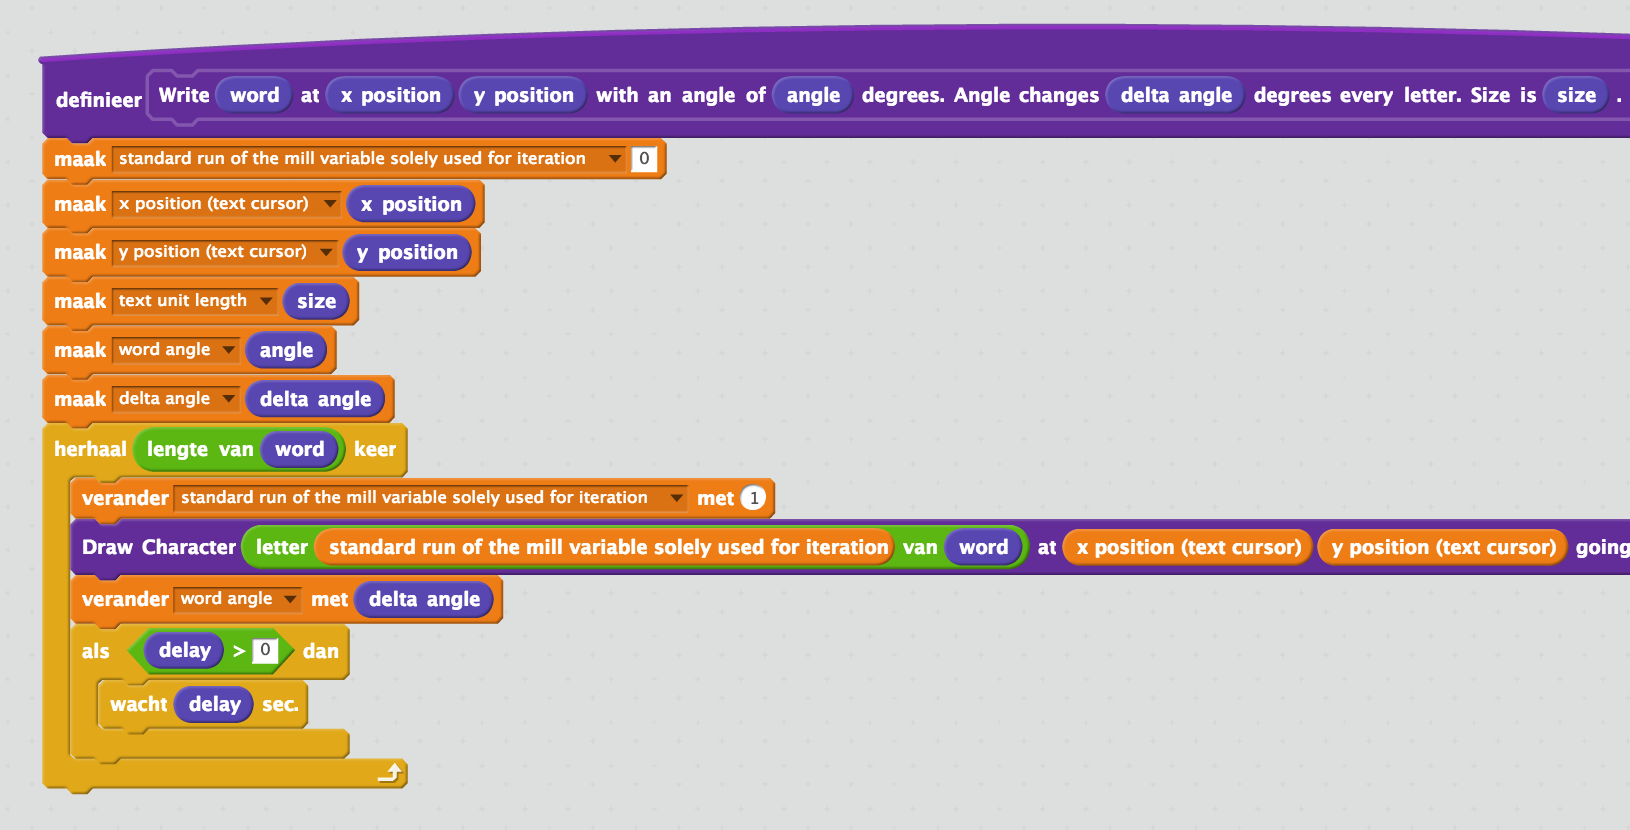 definieer Write word at x position y position with an angle of angle degrees. Angle changes delta angle degrees every letter. Size is size .
maak standard run of the mill variable solely used for iteration 0
maak x position (text cursor) x position
maak y position (text cursor) y position
maak text unit length size
maak word angle angle
maak delta angle delta angle
herhaal lengte van word keer
verander standard run of the mill variable solely used for iteration met 1
Draw Character letter standard run of the mill variable solely used for iteration van word at x position (text cursor) y position (text cursor) going
verander word angle met delta angle
als delay > 0 dan
wacht delay sec.